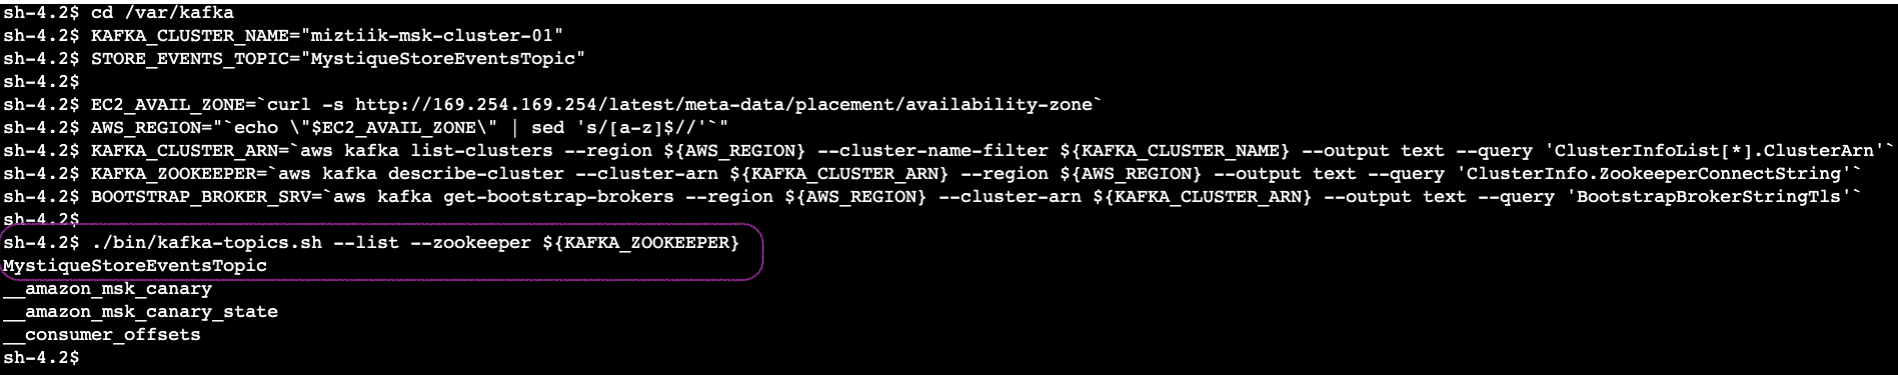 sh-4.2$ cd /var/kafka
sh-4.2$ KAFKA_CLUSTER_NAME="miztiik-msk-cluster-01"
sh-4.2$ STORE_EVENTS_TOPIC="MystiqueStoreEventsTopic"
sh-4.2$
sh-4.2$ EC2_AVAIL_ZONE=`curl -s http://169.254.169.254/latest/meta-data/placement/availability-zone`
sh-4.2$ AWS_REGION="`echo \"$EC2_AVAIL_ZONE\" | sed 's/[a-z]$//'`"
sh-4.2$ KAFKA_CLUSTER_ARN=`aws kafka list-clusters --region ${AWS_REGION} --cluster-name-filter ${KAFKA_CLUSTER_NAME} --output text --query 'ClusterInfoList[*].ClusterArn'`
sh-4.2$ KAFKA_ZOOKEEPER=`aws kafka describe-cluster --cluster-arn ${KAFKA_CLUSTER_ARN} --region ${AWS_REGION} --output text --query 'ClusterInfo.ZookeeperConnectString'`
sh-4.2$ BOOTSTRAP_BROKER_SRV=`aws kafka get-bootstrap-brokers --region ${AWS_REGION} --cluster-arn ${KAFKA_CLUSTER_ARN} --output text --query 'BootstrapBrokerStringTls'`
sh-4.2$
sh-4.2$ ./bin/kafka-topics.sh --list --zookeeper ${KAFKA_ZOOKEEPER}
MystiqueStoreEventsTopic
__amazon_msk_canary
__amazon_msk_canary_state
__consumer_offsets
sh-4.2$